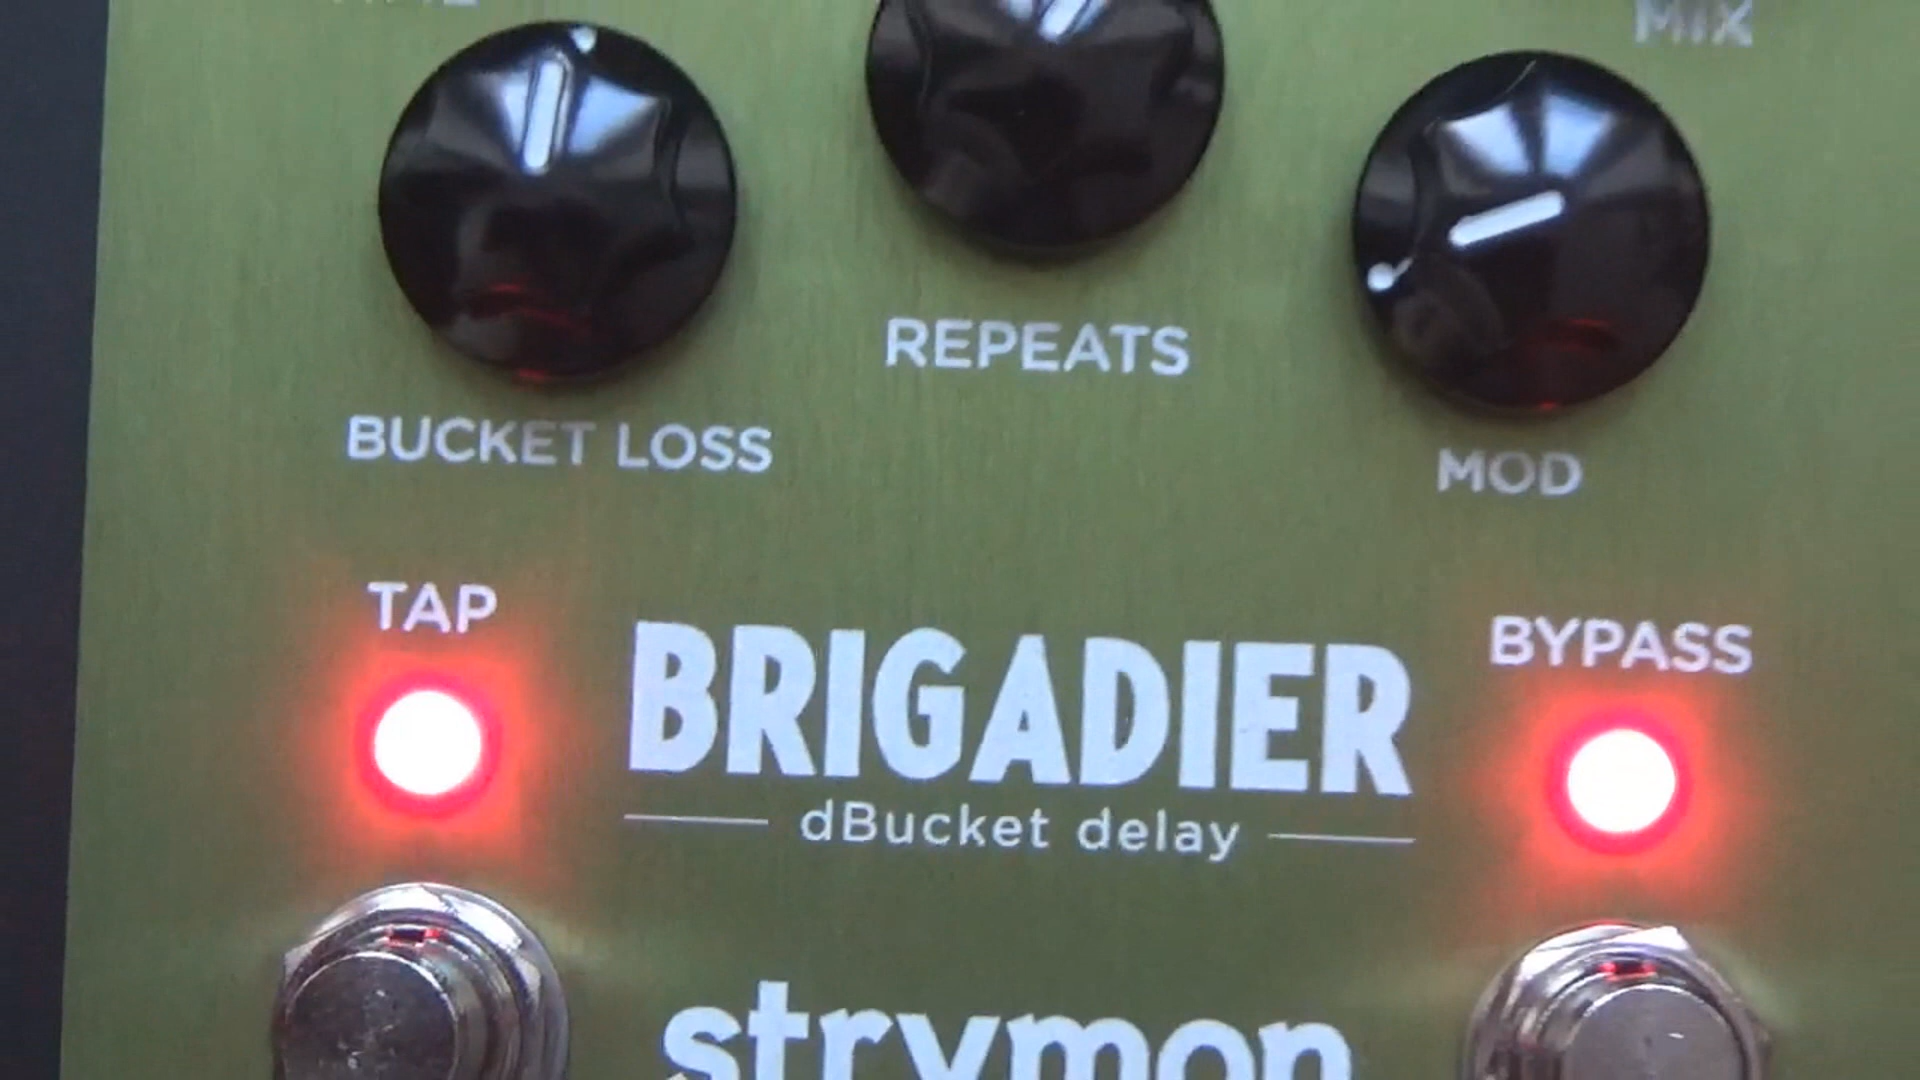 MIX
REPEATS
BUCKET LOSS
MOD
TAP
BYPASS
BRIGADIER
dBucket delay
strymon